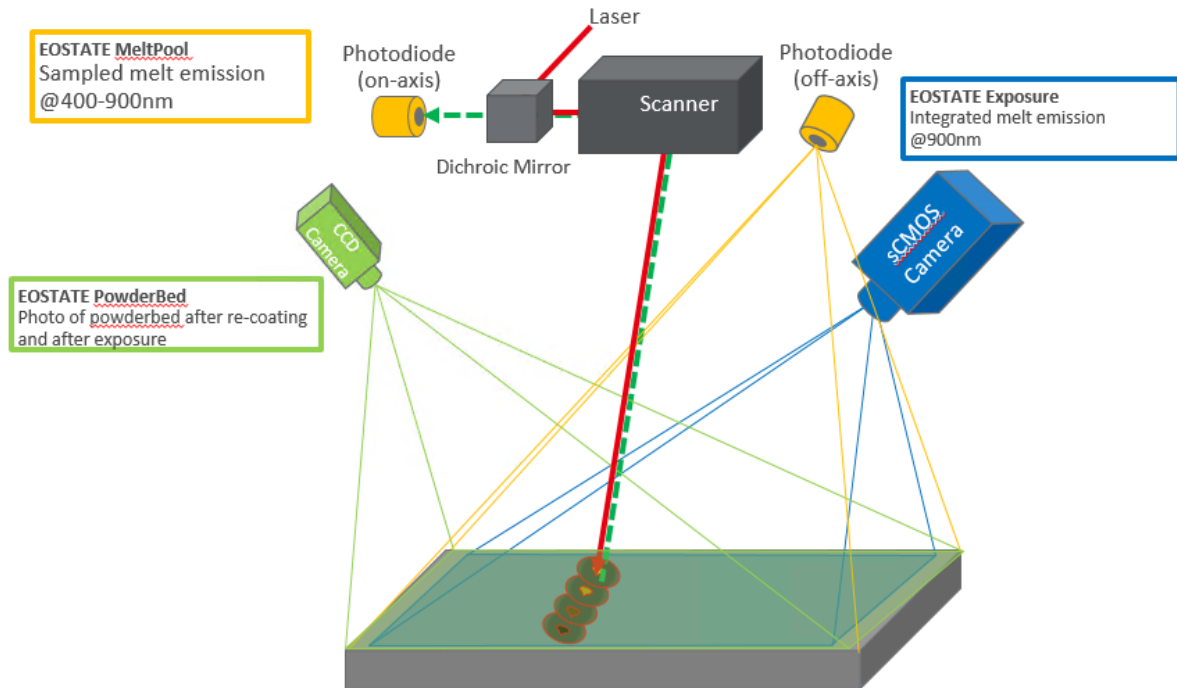 Laser
EOSTATE MeltPool
Sampled melt emission
@400-900nm
Photodiode
(on-axis)
Photodiode
(off-axis)
Scanner
Dichroic Mirror
EOSTATE Exposure
Integrated melt emission
@900nm
CCD
Camera
sCMOS
Camera
EOSTATE PowderBed
Photo of powderbed after re-coating
and after exposure